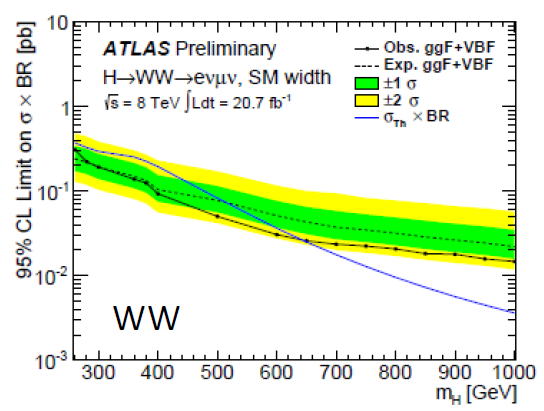 95% CL Limit on σ × BR [pb]
10
1
10⁻¹
10⁻²
10⁻³
ATLAS Preliminary
H→WW→eνμν, SM width
√s = 8 TeV ∫Ldt = 20.7 fb⁻¹
Obs. ggF+VBF
Exp. ggF+VBF
±1 σ
±2 σ
σTh × BR
WW
300 400 500 600 700 800 900 1000
mH [GeV]